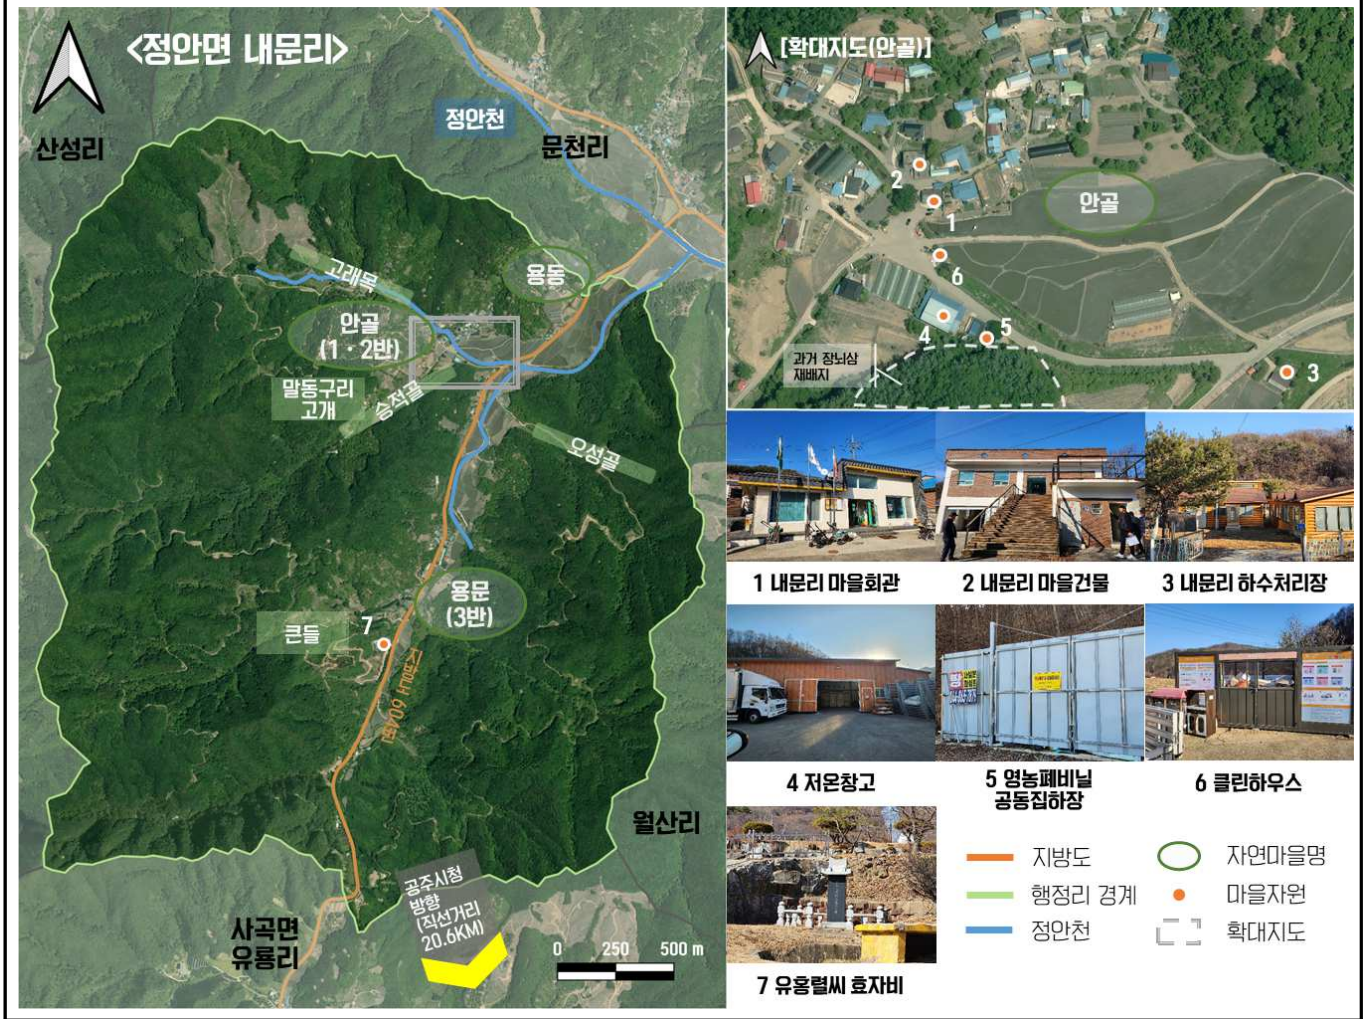 <정안면 내문리>
산성리
정안천
문천리
고래목
용동
안골
(1·2반)
말동구리
고개
승적골
오성골
용문
(3반)
큰들
7
지방도 604번
월산리
공주시청
방향
(직선거리
20.6KM)
사곡면
유룡리
0 250 500 m
[확대지도(안골)]
2
1
안골
6
4
5
과거 장뇌삼
재배지
3
1 내문리 마을회관
2 내문리 마을건물
3 내문리 하수처리장
4 저온창고
5 영농폐비닐
공동집하장
6 클린하우스
7 유홍렬씨 효자비
지방도
자연마을명
행정리 경계
마을자원
정안천
확대지도